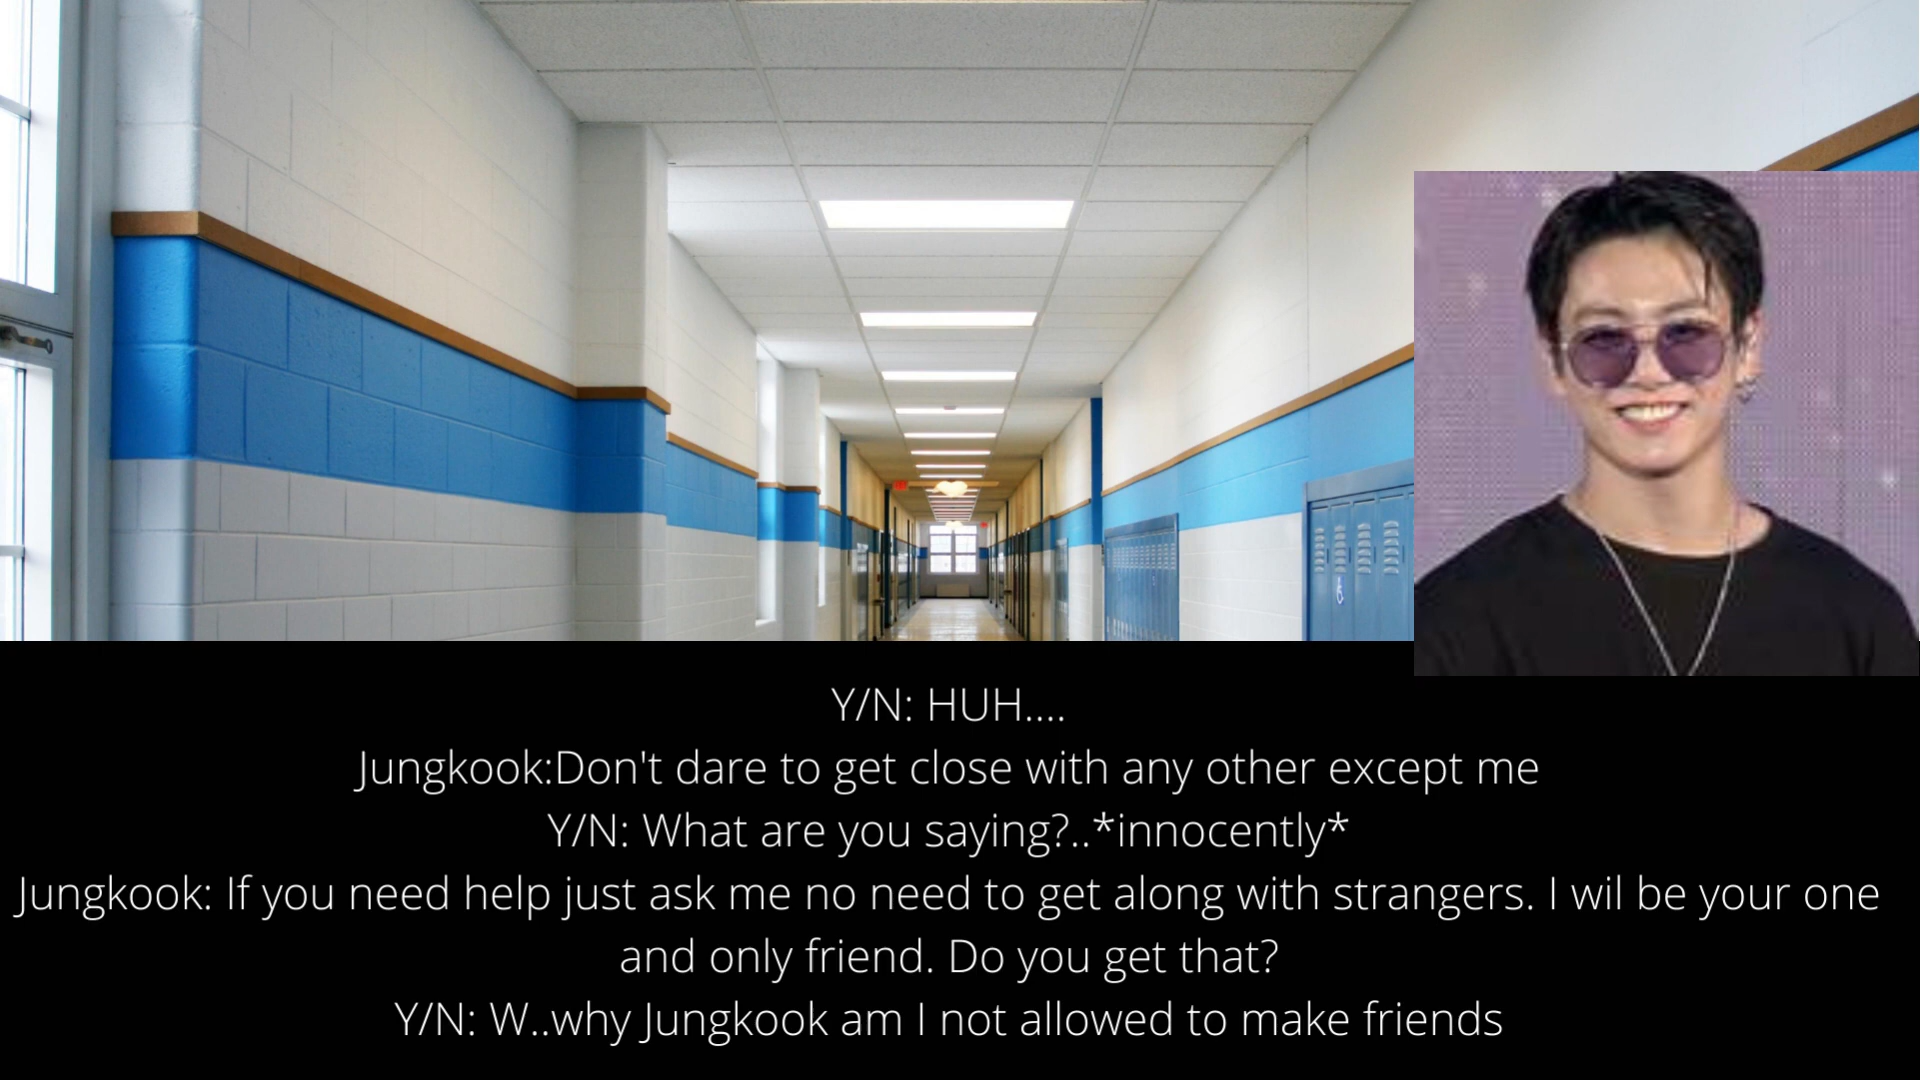 Y/N: HUH....
Jungkook:Don't dare to get close with any other except me
Y/N: What are you saying?..*innocently*
Jungkook: If you need help just ask me no need to get along with strangers. I wil be your one
and only friend. Do you get that?
Y/N: W..why Jungkook am I not allowed to make friends